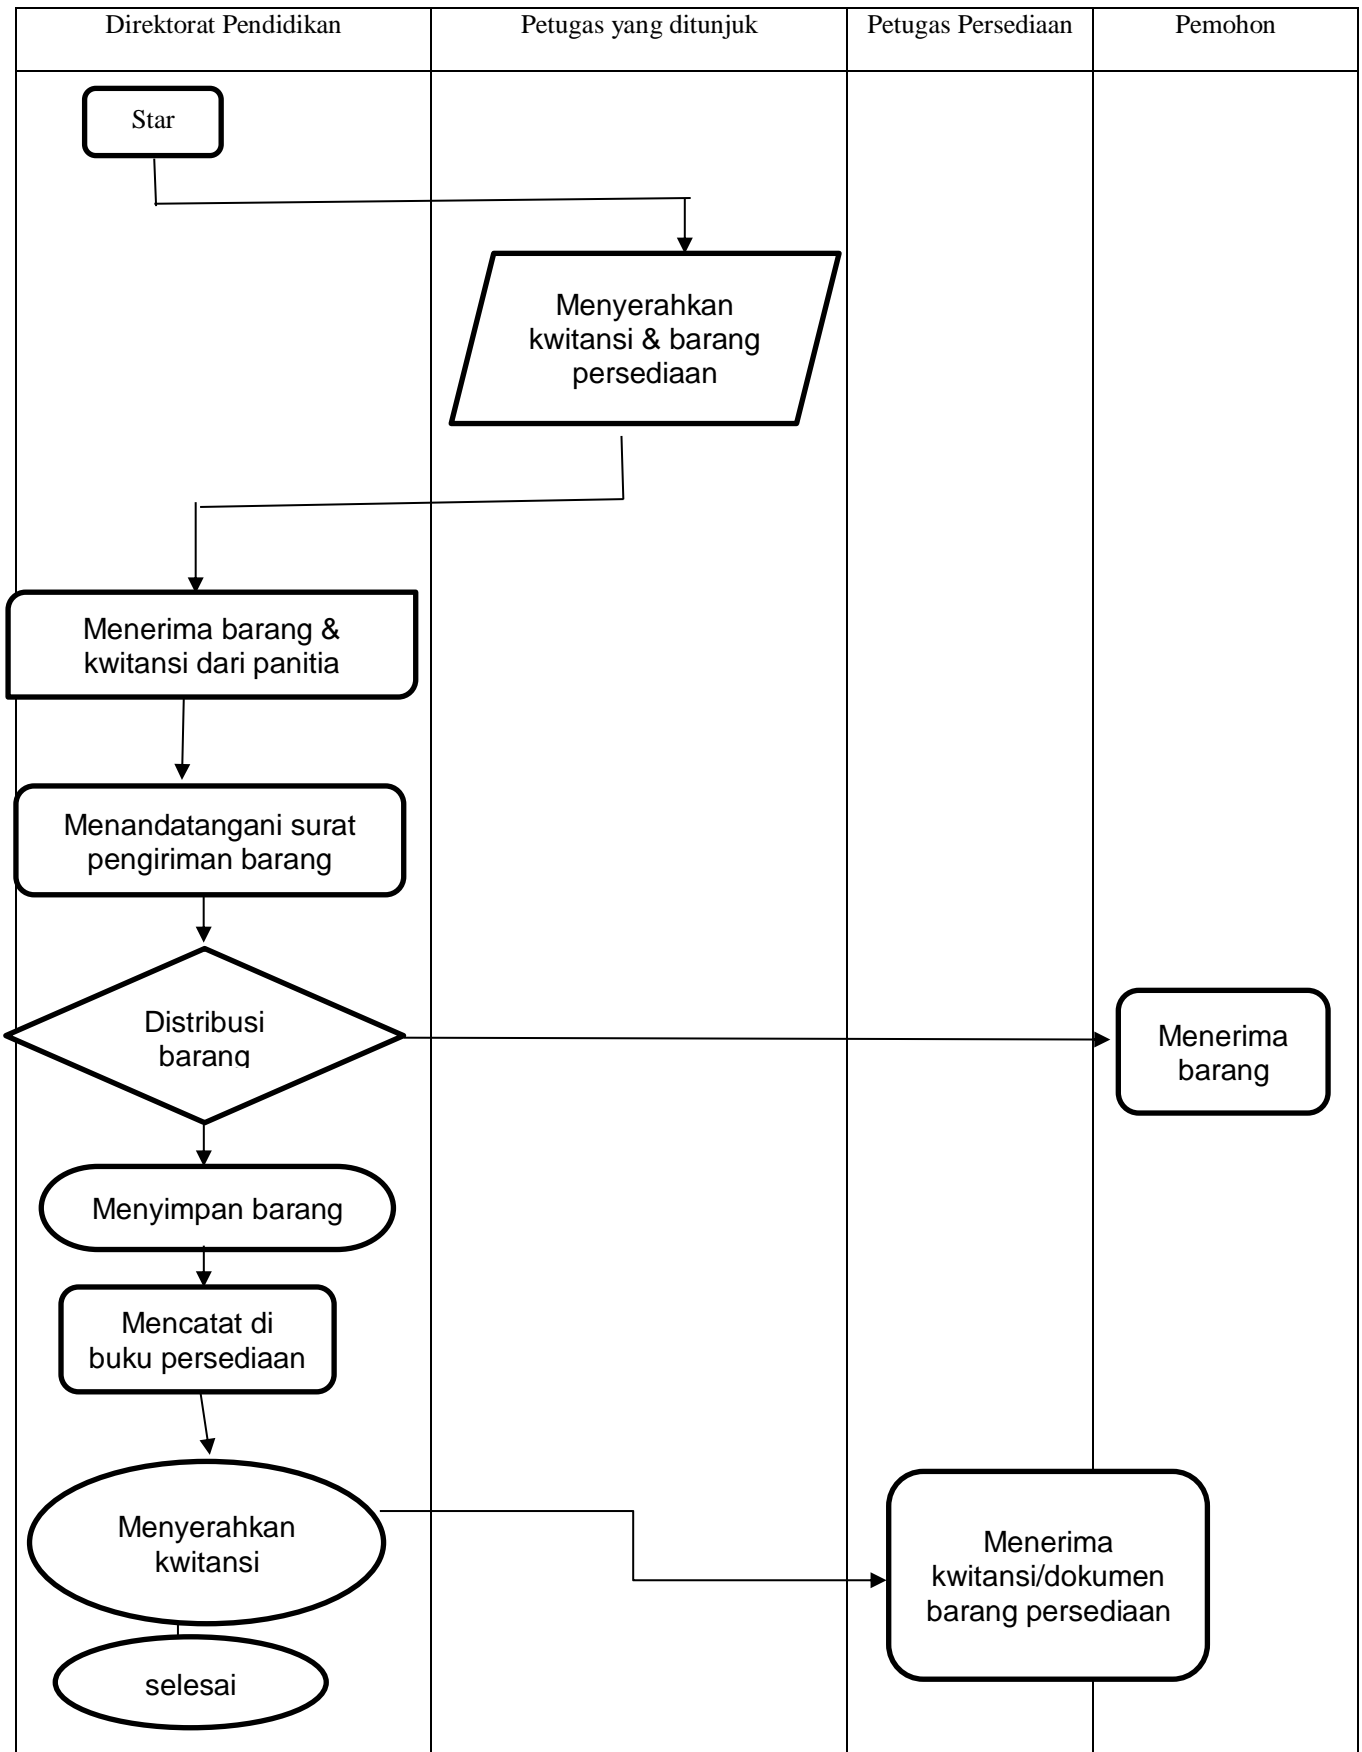 Direktorat Pendidikan
Petugas yang ditunjuk
Petugas Persediaan
Pemohon
Star
Menyerahkan
kwitansi & barang
persediaan
Menerima barang &
kwitansi dari panitia
Menandatangani surat
pengiriman barang
Distribusi
barang
Menerima
barang
Menyimpan barang
Mencatat di
buku persediaan
Menyerahkan
kwitansi
Menerima
kwitansi/dokumen
barang persediaan
selesai